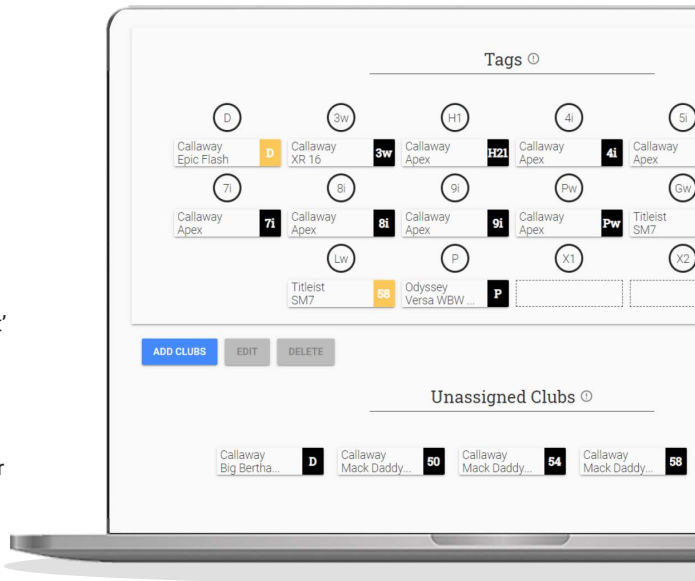 Tags
D 3w H1 4i 5i
Callaway Epic Flash D
Callaway XR 16 3w
Callaway Apex H21
Callaway Apex 4i
Callaway Apex
7i 8i 9i Pw Gw
Callaway Apex 7i
Callaway Apex 8i
Callaway Apex 9i
Callaway Apex Pw
Titleist SM7
Lw P X1 X2
Titleist SM7 58
Odyssey Versa WBW ... P
ADD CLUBS EDIT DELETE
Unassigned Clubs
Callaway Big Bertha... D
Callaway Mack Daddy... 50
Callaway Mack Daddy... 54
Callaway Mack Daddy... 58